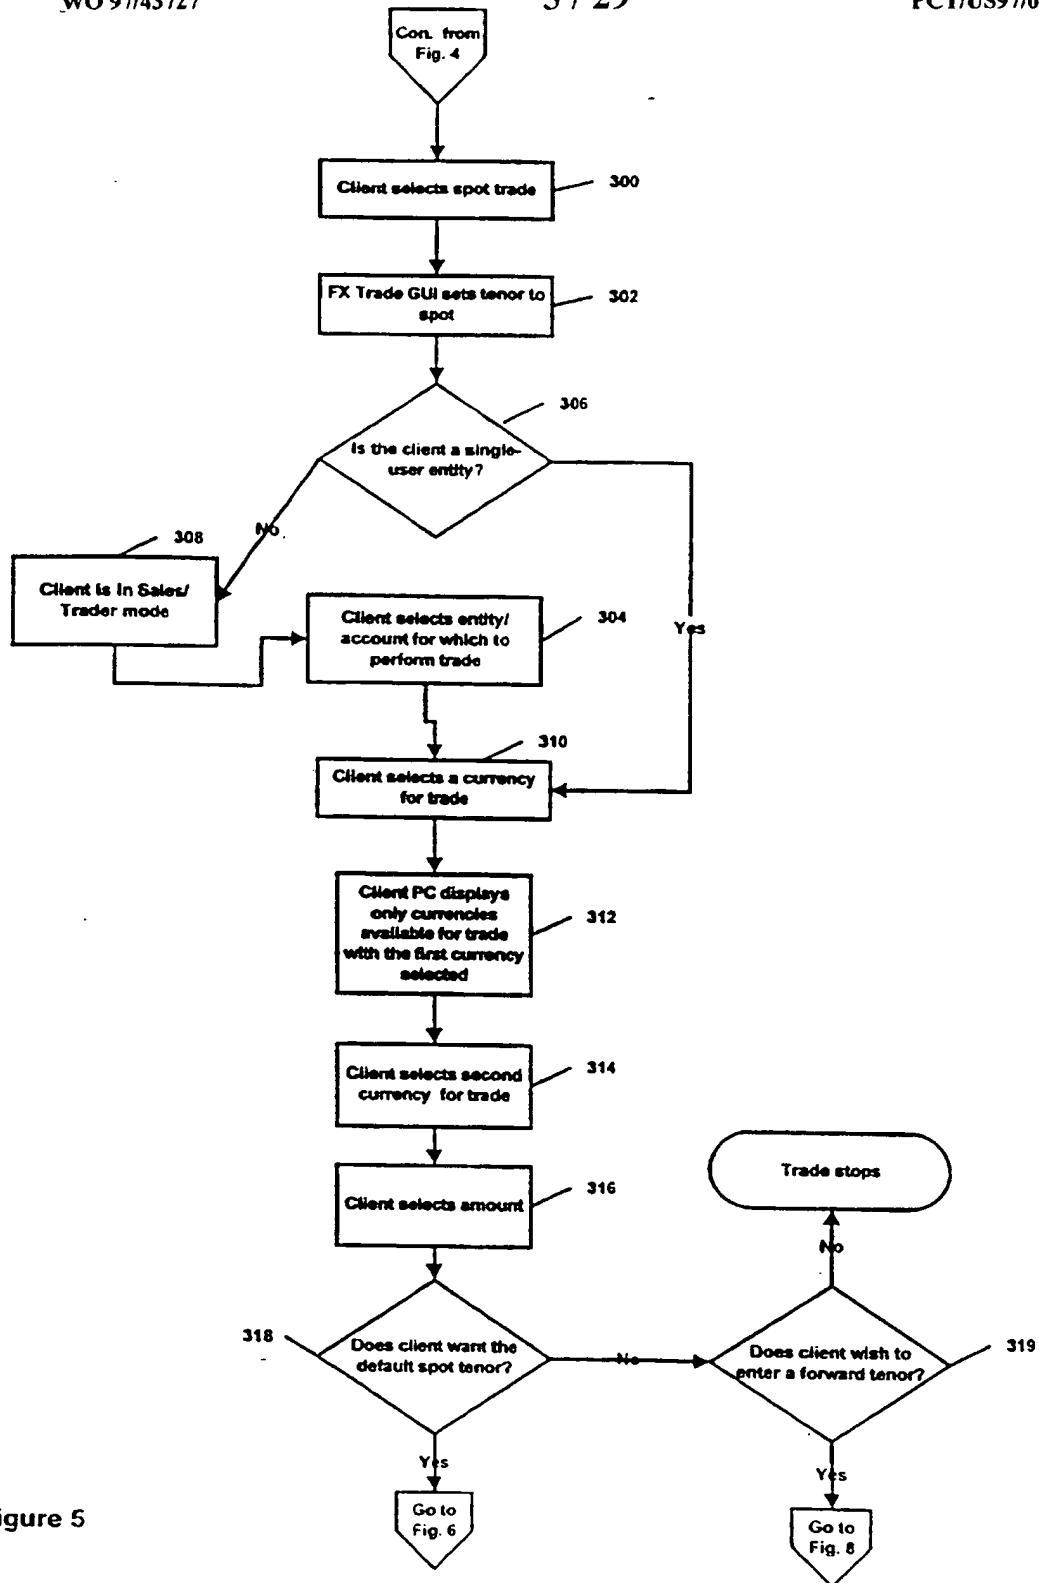 WO 97/43727
5 / 29
PCT/US97/0
Con. from
Fig. 4
Client selects spot trade
300
FX Trade GUI sets tenor to
spot
302
306
Is the client a single-
user entity?
No
308
Client is in Sales/
Trader mode
Client selects entity/
account for which to
perform trade
304
Yes
310
Client selects a currency
for trade
Client PC displays
only currencies
available for trade
with the first currency
selected
312
Client selects second
currency for trade
314
Client selects amount
316
Trade stops
No
318
Does client want the
default spot tenor?
No
Does client wish to
enter a forward tenor?
319
Yes
Yes
Go to
Fig. 6
Go to
Fig. 8
igure 5